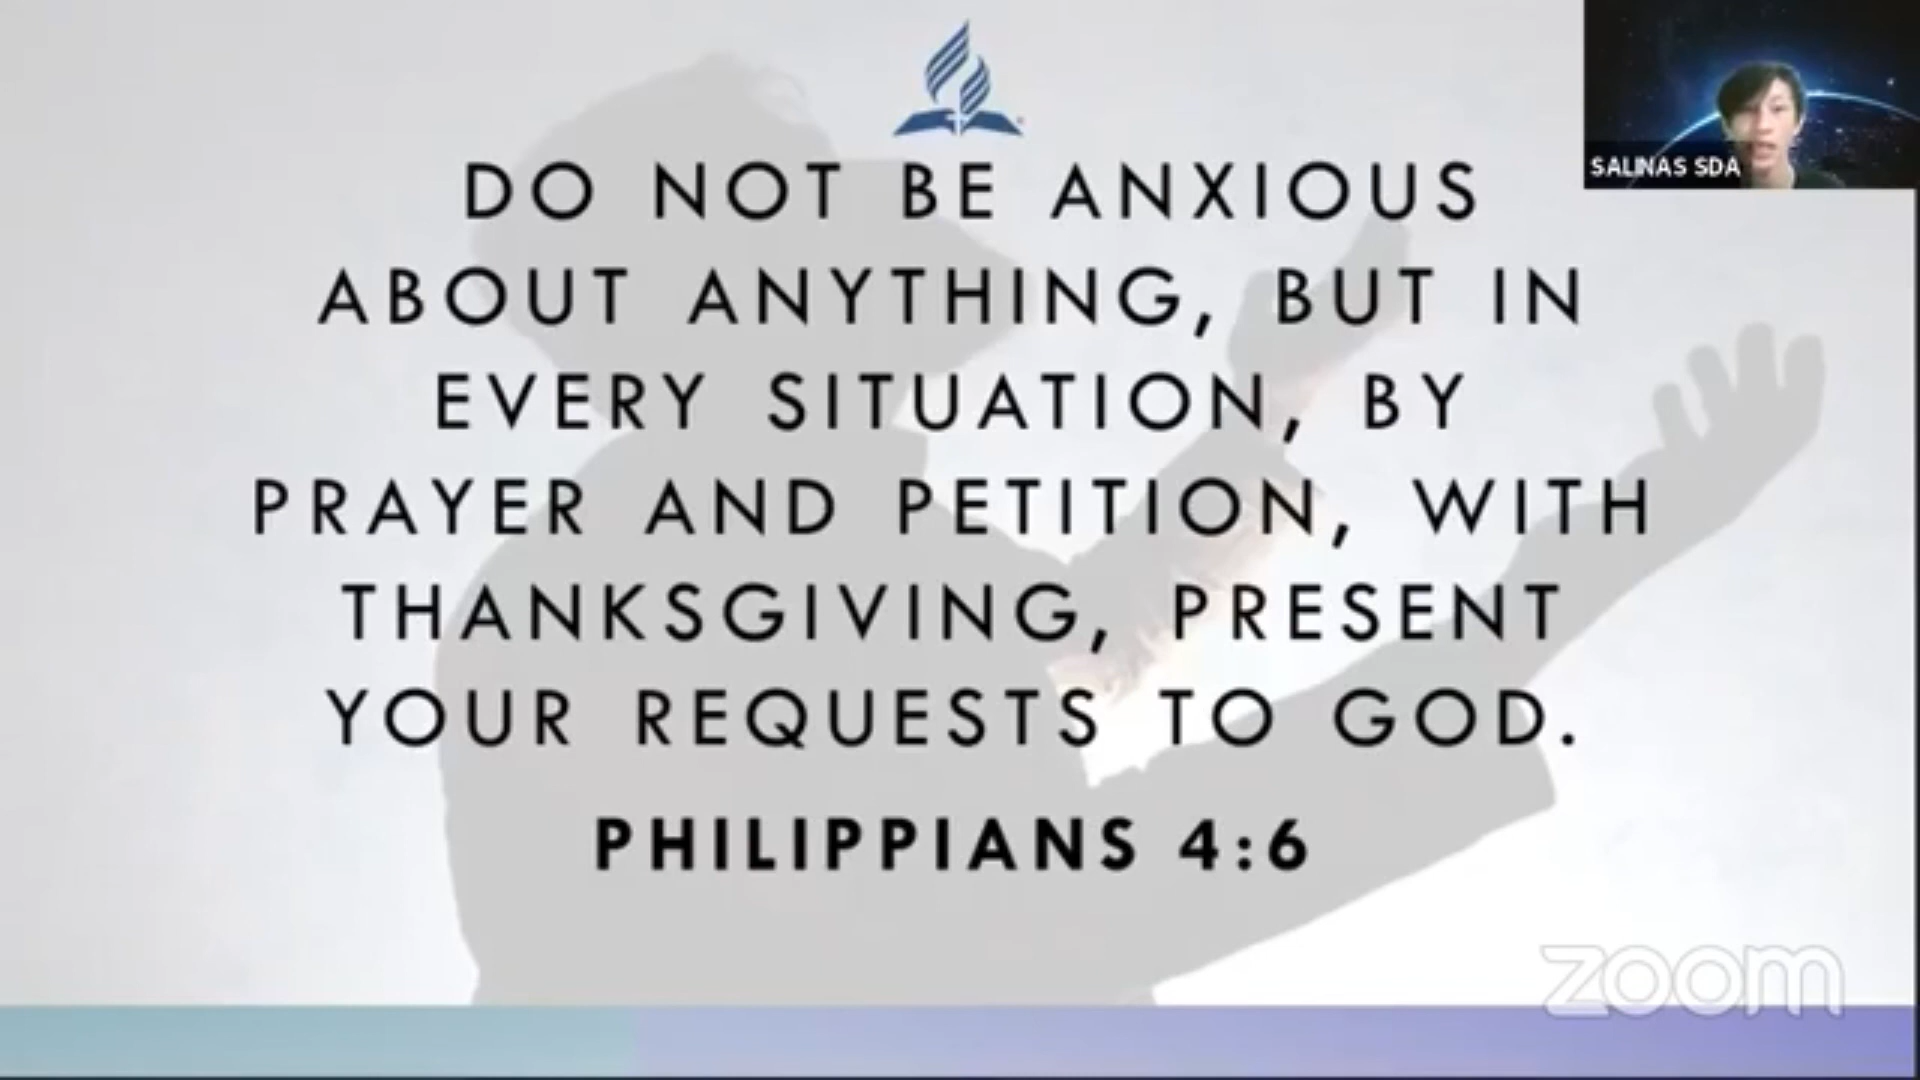 DO NOT BE ANXIOUS
ABOUT ANYTHING, BUT IN
EVERY SITUATION, BY
PRAYER AND PETITION, WITH
THANKSGIVING, PRESENT
YOUR REQUESTS TO GOD.
PHILIPPIANS 4:6
SALINAS SDA
zoom